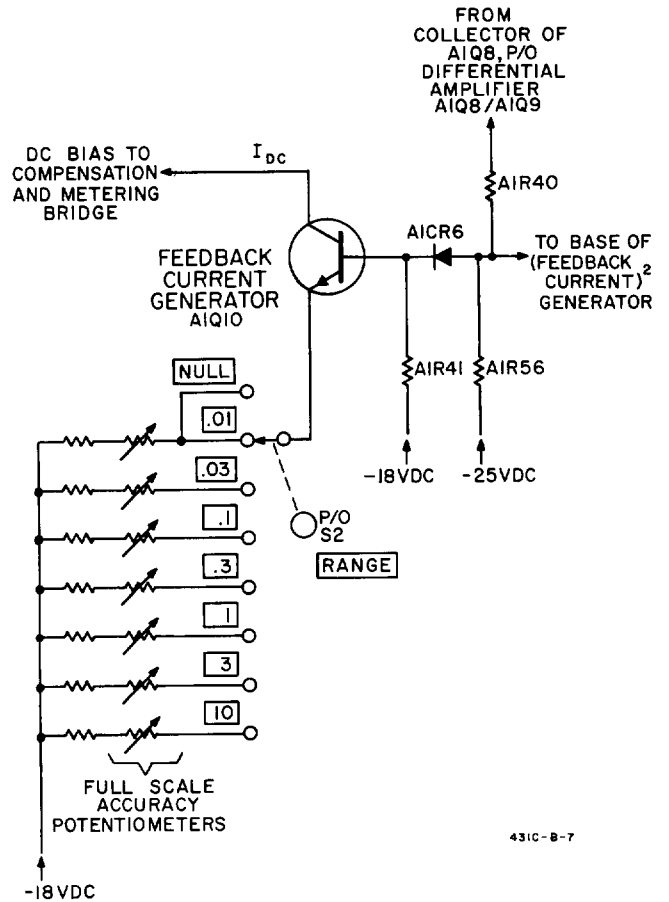 FROM
COLLECTOR OF
A1Q8, P/O
DIFFERENTIAL
AMPLIFIER
A1Q8/A1Q9
I DC
DC BIAS TO
COMPENSATION
AND METERING
BRIDGE
A1R40
A1CR6
TO BASE OF
(FEEDBACK
CURRENT)²
GENERATOR
FEEDBACK
CURRENT
GENERATOR
A1Q10
A1R41
A1R56
NULL
.01
-18VDC
-25VDC
.03
P/O
S2
.1
RANGE
.3
1
3
10
FULL SCALE
ACCURACY
POTENTIOMETERS
431C-B-7
-18VDC